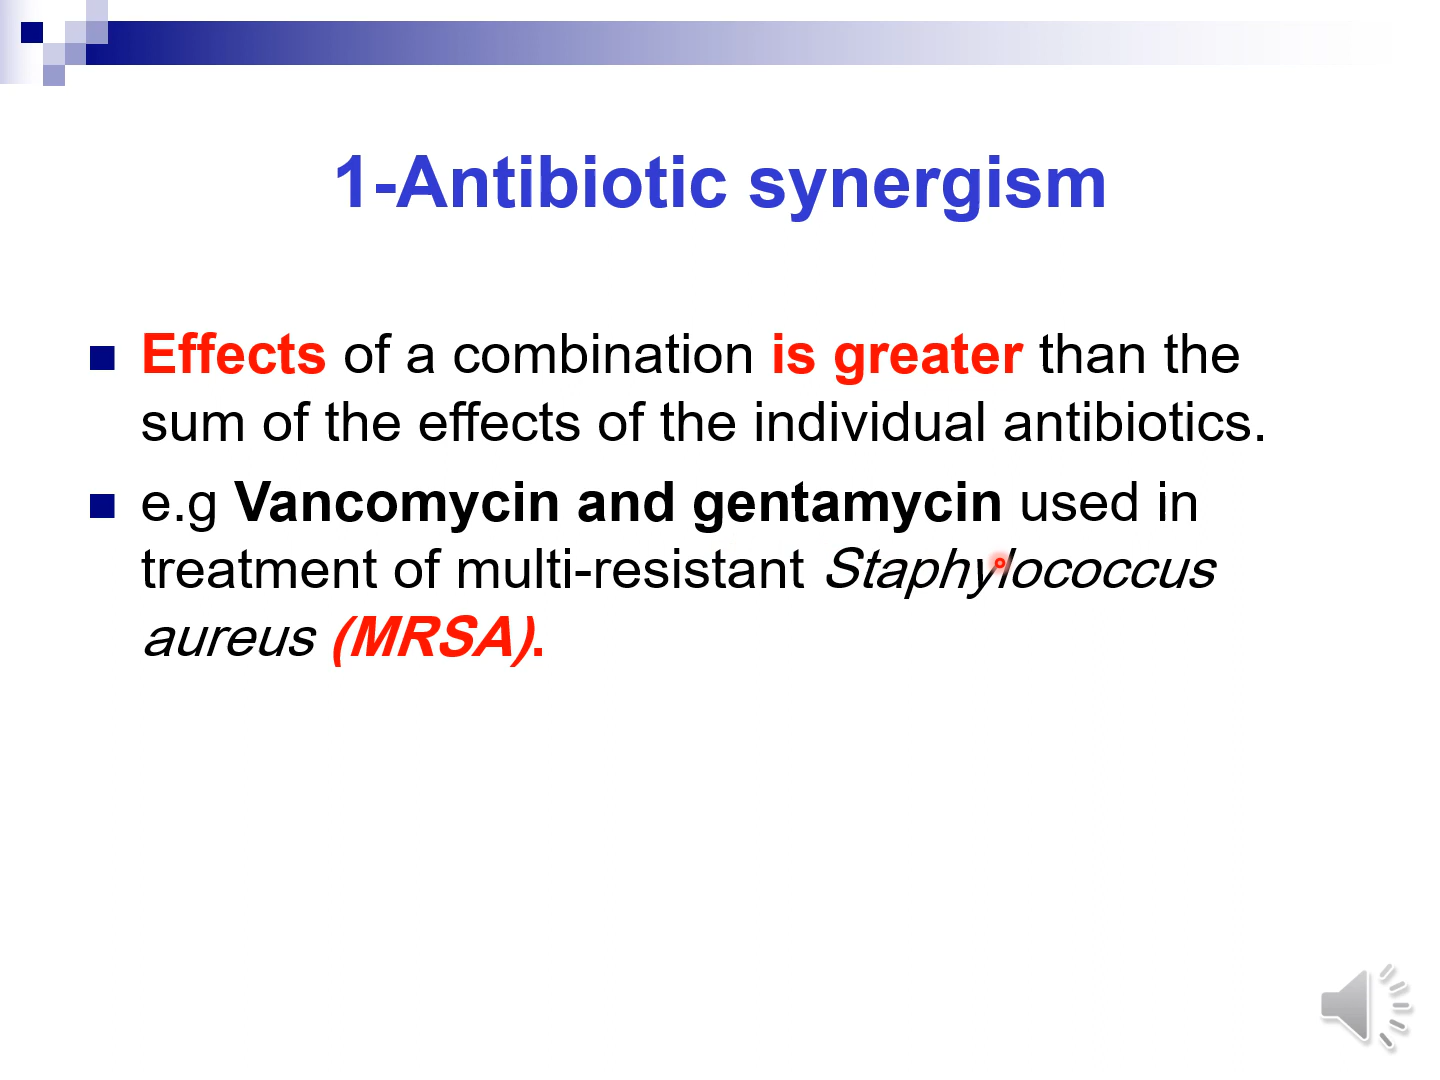 1-Antibiotic synergism
Effects of a combination is greater than the
sum of the effects of the individual antibiotics.
e.g Vancomycin and gentamycin used in
treatment of multi-resistant Staphylococcus
aureus (MRSA).